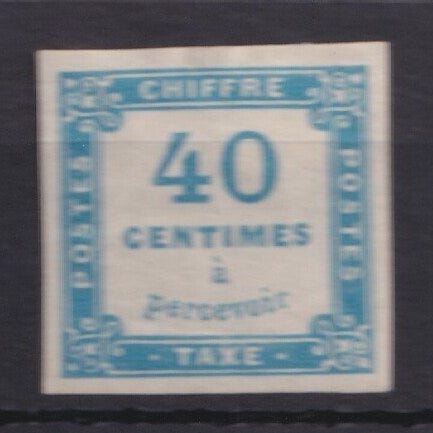 CHIFFRE
POSTES
40
CENTIMES
à
percevoir
POSTES
- TAXE -